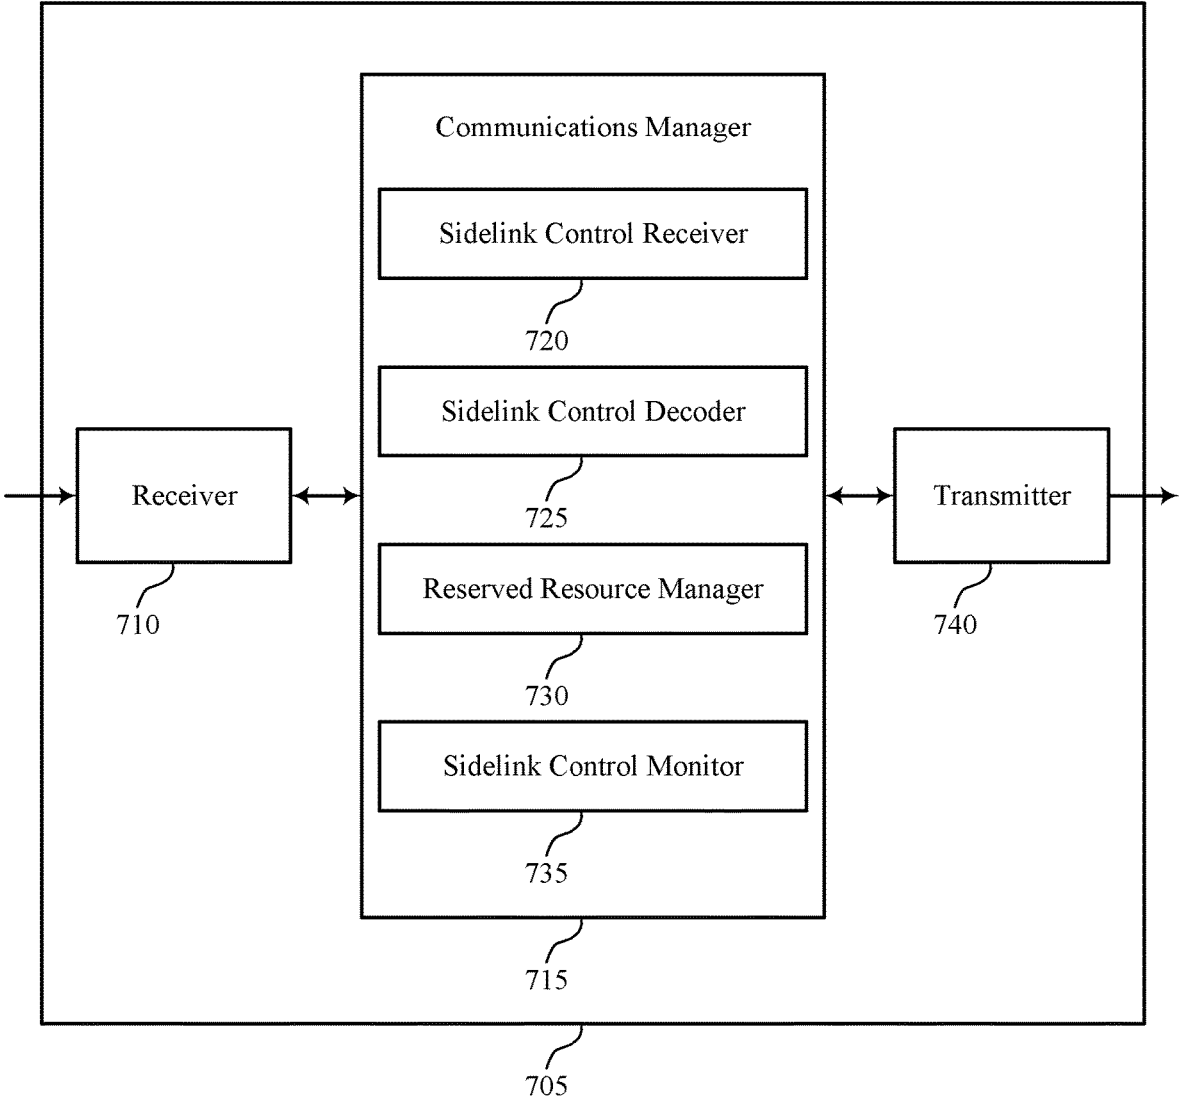 Communications Manager
Sidelink Control Receiver
720
Sidelink Control Decoder
725
Receiver
710
Reserved Resource Manager
730
Transmitter
740
Sidelink Control Monitor
735
715
705